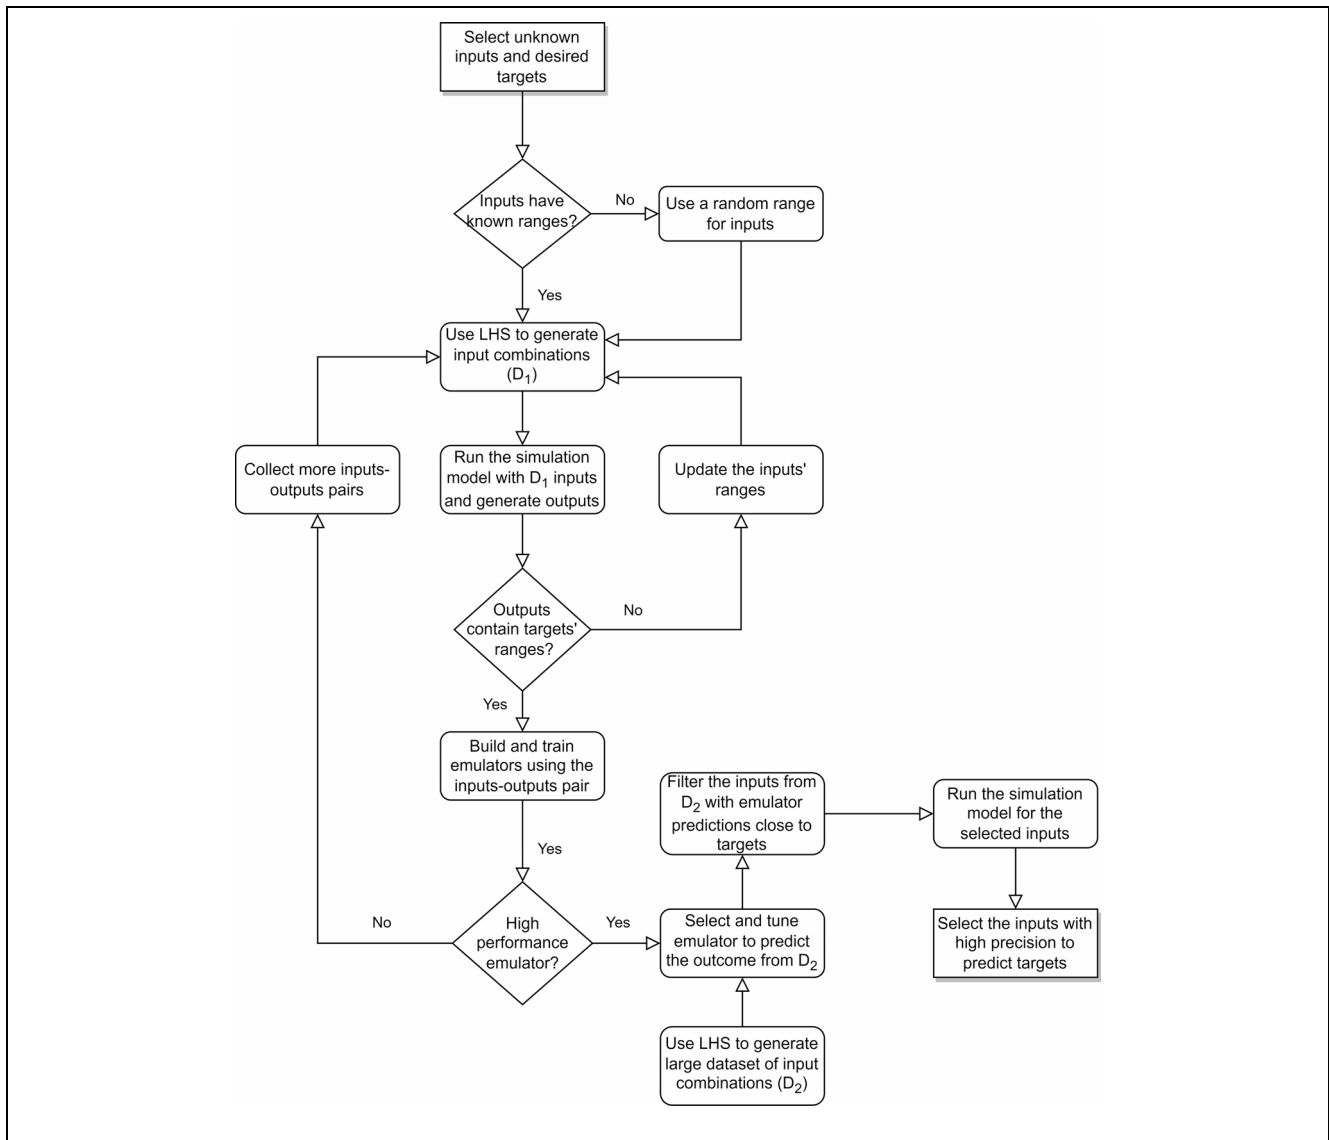 Select unknown
inputs and desired
targets
Inputs have
known ranges?
No
Use a random range
for inputs
Yes
Use LHS to generate
input combinations
(D1)
Collect more inputs-
outputs pairs
Run the simulation
model with D1 inputs
and generate outputs
Update the inputs'
ranges
Outputs
contain targets'
ranges?
No
Yes
Build and train
emulators using the
inputs-outputs pair
Yes
High
performance
emulator?
No
Yes
Select and tune
emulator to predict
the outcome from D2
Use LHS to generate
large dataset of input
combinations (D2)
Filter the inputs from
D2 with emulator
predictions close to
targets
Run the simulation
model for the
selected inputs
Select the inputs with
high precision to
predict targets